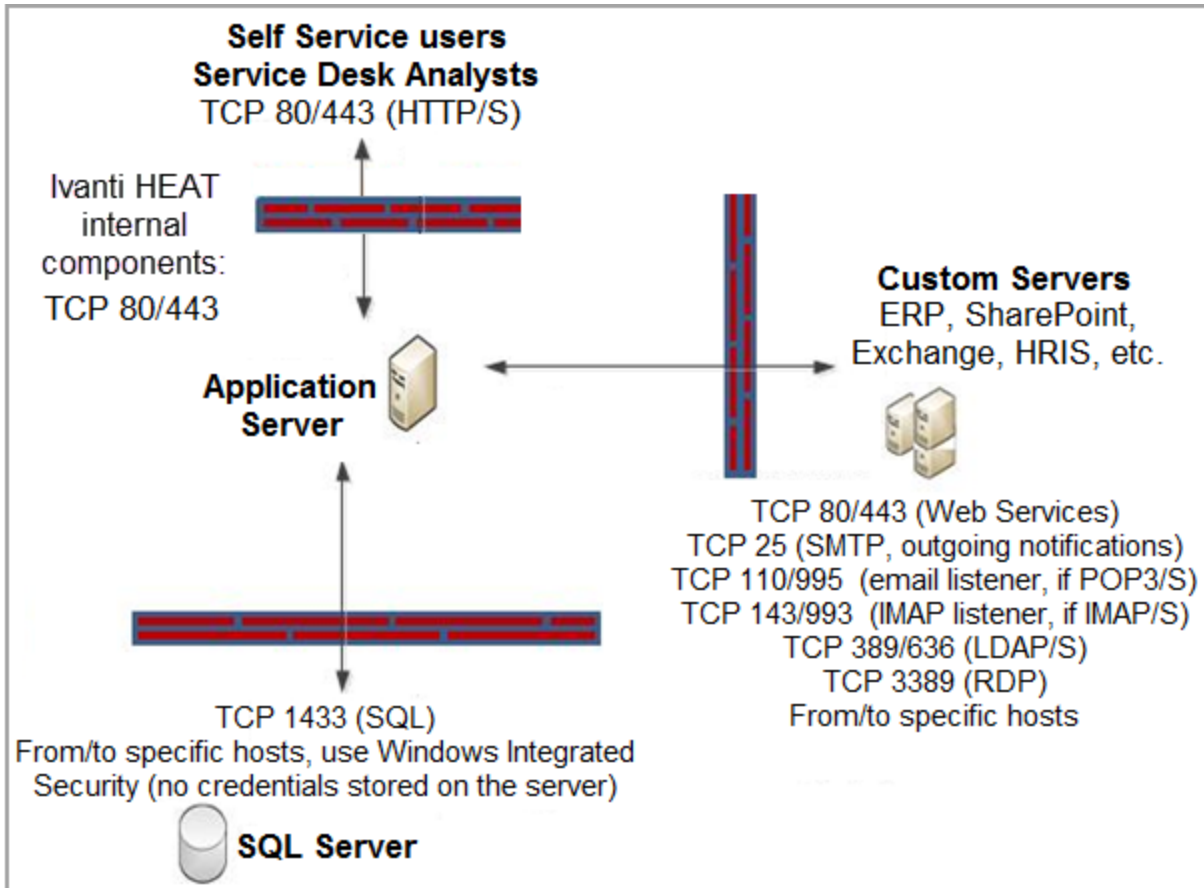 Self Service users
Service Desk Analysts
TCP 80/443 (HTTP/S)
Ivanti HEAT
internal
components:
TCP 80/443
Application
Server
Custom Servers
ERP, SharePoint,
Exchange, HRIS, etc.
TCP 80/443 (Web Services)
TCP 25 (SMTP, outgoing notifications)
TCP 110/995 (email listener, if POP3/S)
TCP 143/993 (IMAP listener, if IMAP/S)
TCP 389/636 (LDAP/S)
TCP 3389 (RDP)
From/to specific hosts
TCP 1433 (SQL)
From/to specific hosts, use Windows Integrated
Security (no credentials stored on the server)
SQL Server